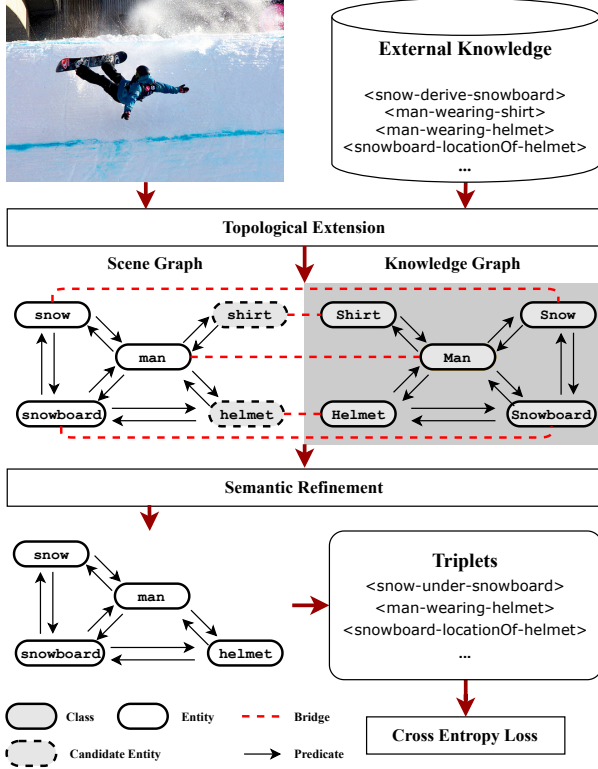 External Knowledge
<snow-derive-snowboard>
<man-wearing-shirt>
<man-wearing-helmet>
<snowboard-locationOf-helmet>
...
Topological Extension
Scene Graph
Knowledge Graph
snow
shirt
Shirt
Snow
man
Man
snowboard
helmet
Helmet
Snowboard
Semantic Refinement
snow
man
snowboard
helmet
Triplets
<snow-under-snowboard>
<man-wearing-helmet>
<snowboard-locationOf-helmet>
...
Class
Entity
Bridge
Candidate Entity
Predicate
Cross Entropy Loss